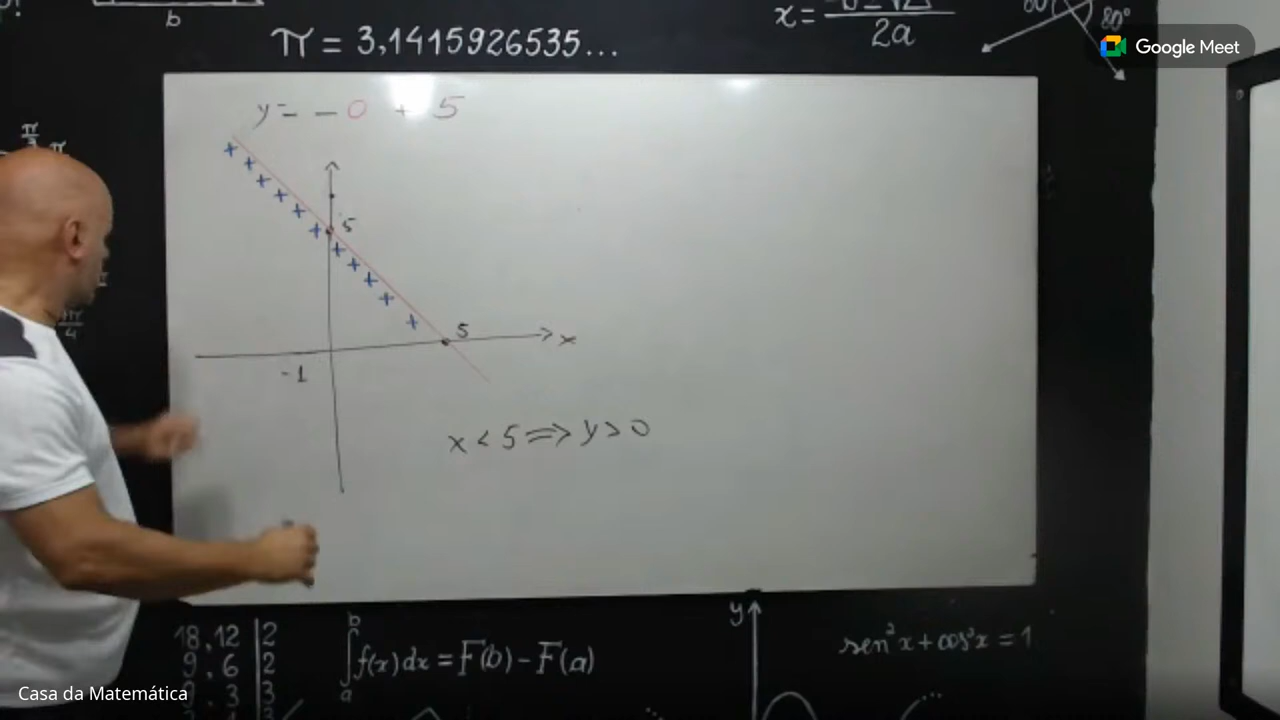 b
π = 3,1415926535...
x =
2a
80°
Google Meet
y = - 0 + 5
5
5
x
-1
x < 5 => y > 0
18,12 | 2
9, 6 | 2
3 | 3
b
∫ f(x) dx = F(b) - F(a)
a
y
sen²x + cos²x = 1
Casa da Matemática